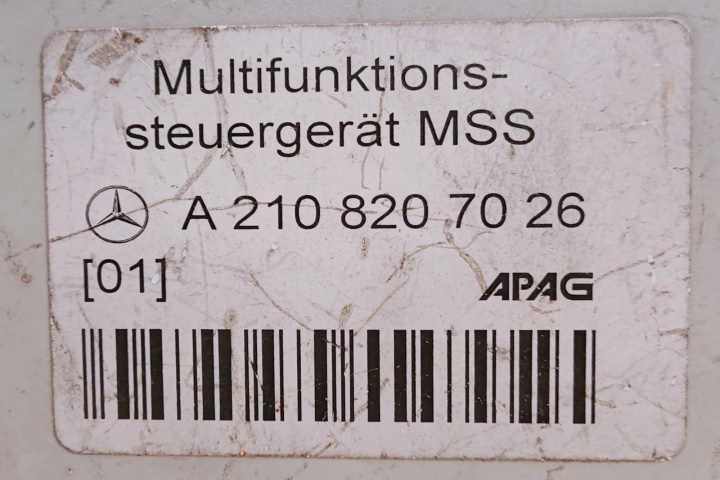 Multifunktions-
steuergerät MSS
A 210 820 70 26
[01]
APAG